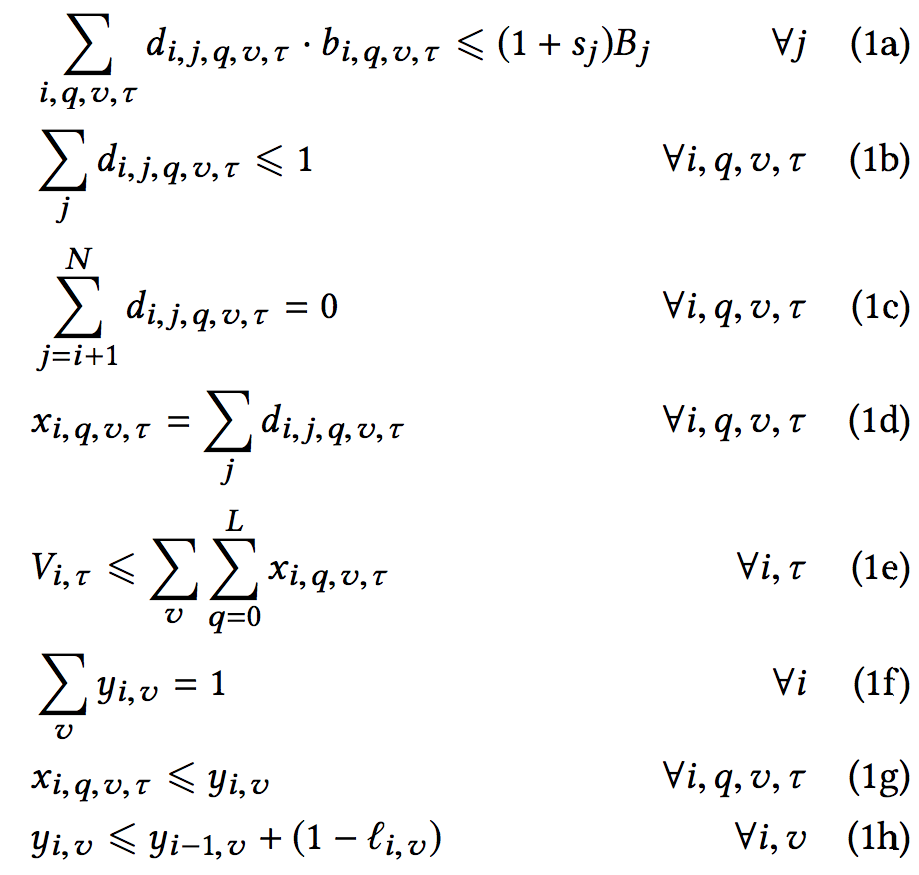 ∑_{i,q,v,τ} d_{i,j,q,v,τ} · b_{i,q,v,τ} ⩽ (1 + s_j)B_j ∀j (1a)
∑_j d_{i,j,q,v,τ} ⩽ 1 ∀i, q, v, τ (1b)
∑_{j=i+1}^{N} d_{i,j,q,v,τ} = 0 ∀i, q, v, τ (1c)
x_{i,q,v,τ} = ∑_j d_{i,j,q,v,τ} ∀i, q, v, τ (1d)
V_{i,τ} ⩽ ∑_v ∑_{q=0}^{L} x_{i,q,v,τ} ∀i, τ (1e)
∑_v y_{i,v} = 1 ∀i (1f)
x_{i,q,v,τ} ⩽ y_{i,v} ∀i, q, v, τ (1g)
y_{i,v} ⩽ y_{i−1,v} + (1 − ℓ_{i,v}) ∀i, v (1h)